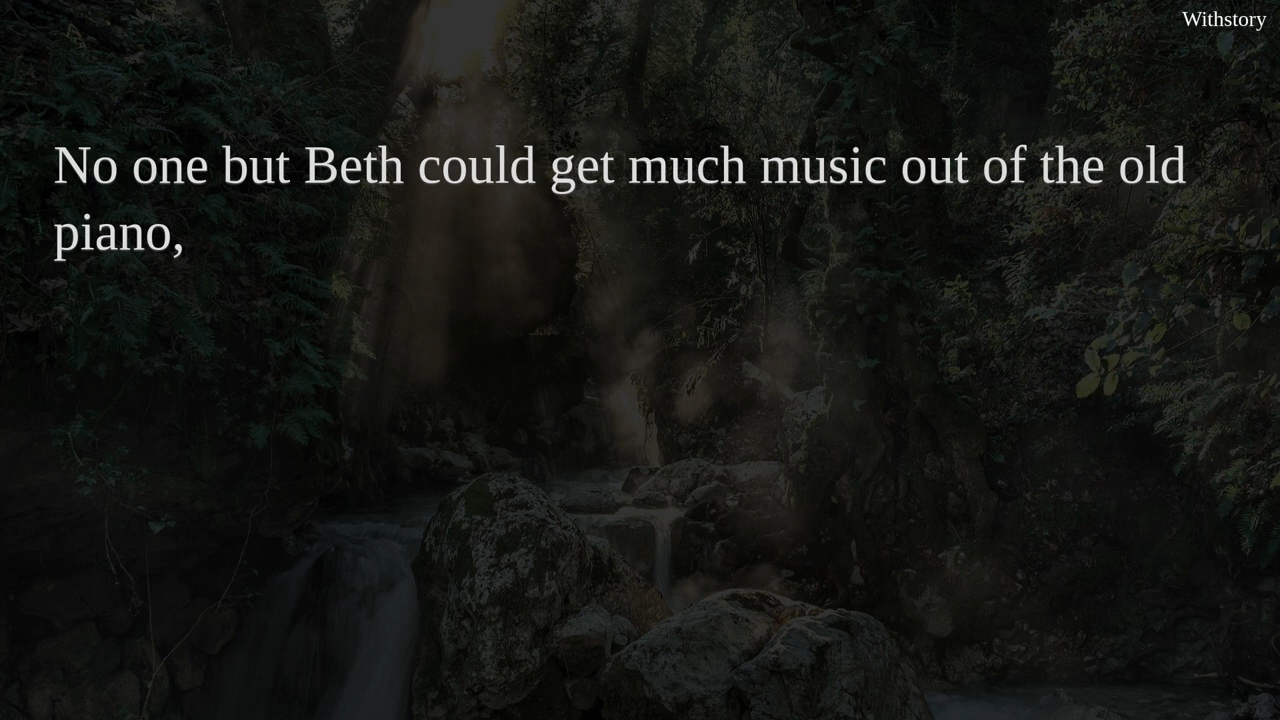 Withstory
No one but Beth could get much music out of the old
piano,